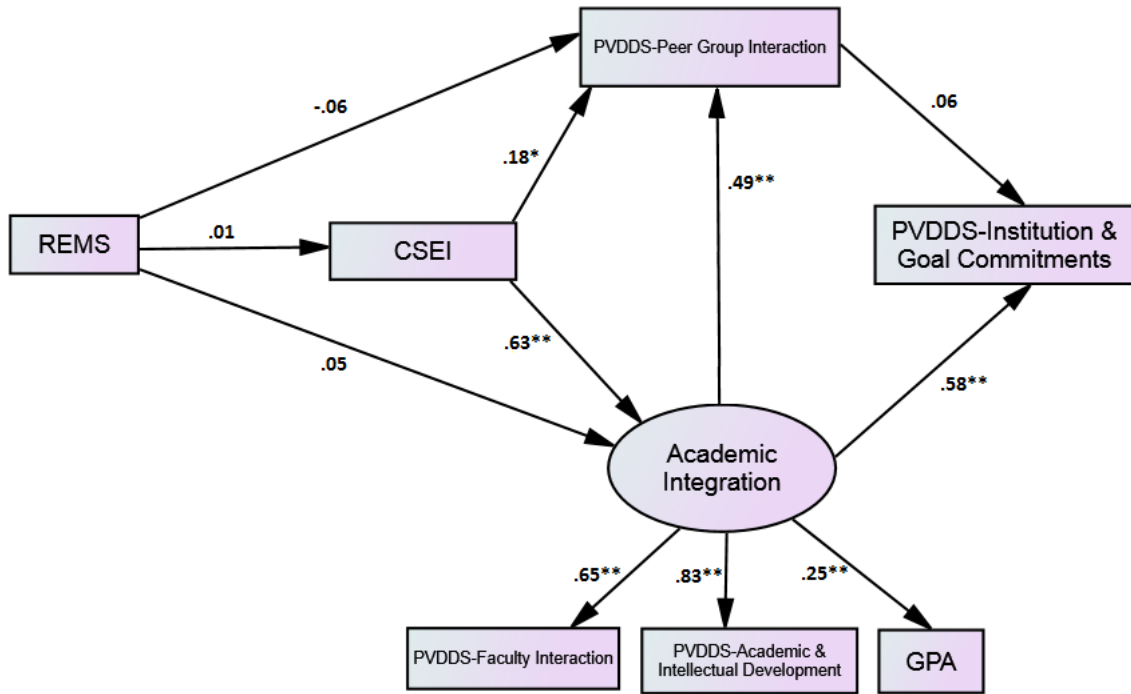 PVDDS-Peer Group Interaction
-.06
.06
.18*
.49**
REMS
.01
CSEI
PVDDS-Institution &
Goal Commitments
.63**
.05
.58**
Academic
Integration
.65**
.83**
.25**
PVDDS-Faculty Interaction
PVDDS-Academic &
Intellectual Development
GPA